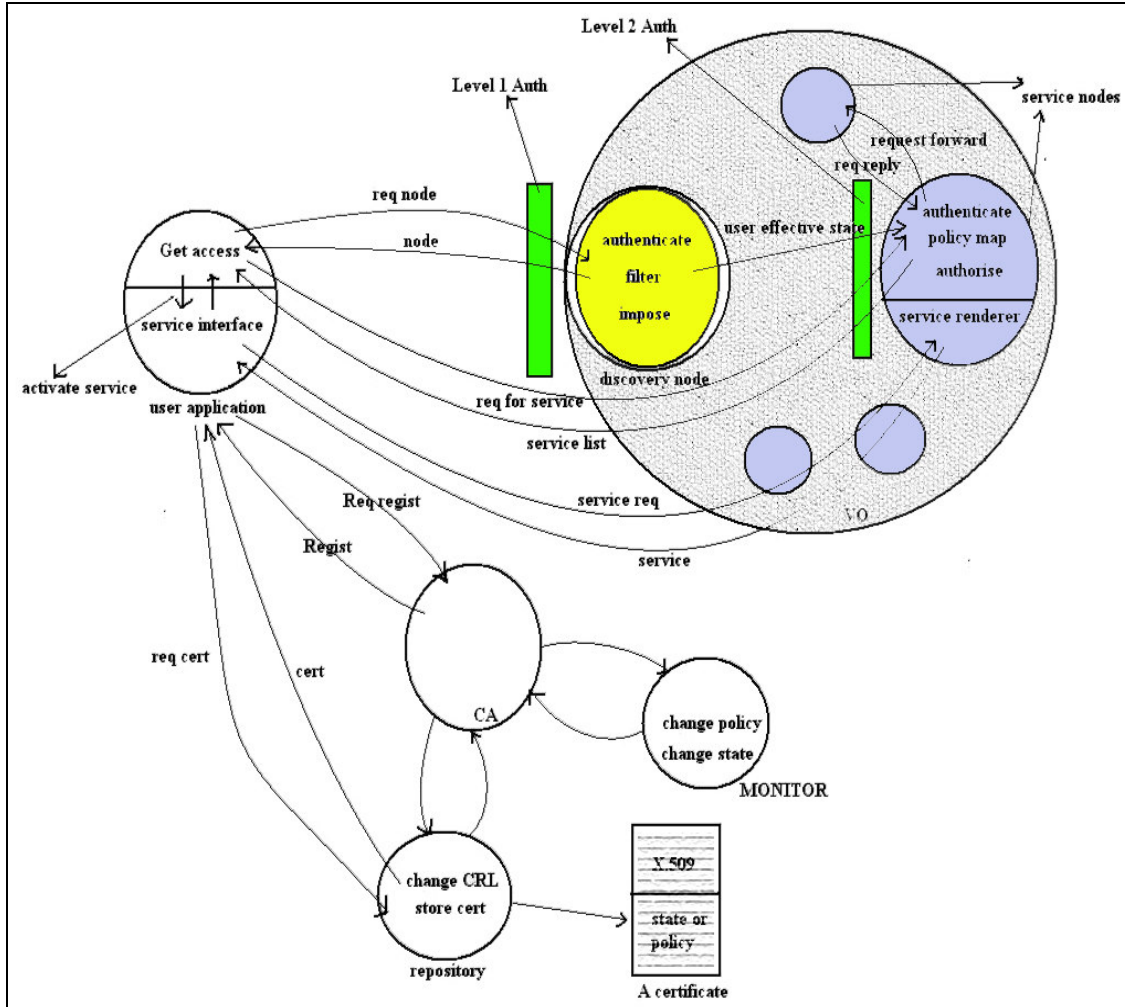 Level 2 Auth
Level 1 Auth
service nodes
request forward
req reply
req node
authenticate
policy map
authorise
user effective state
node
Get access
authenticate
filter
impose
service interface
service renderer
discovery node
activate service
user application
req for service
service list
Req regist
service req
VO
Regist
service
req cert
cert
CA
change policy
change state
MONITOR
change CRL
store cert
X.509
state or
policy
repository
A certificate